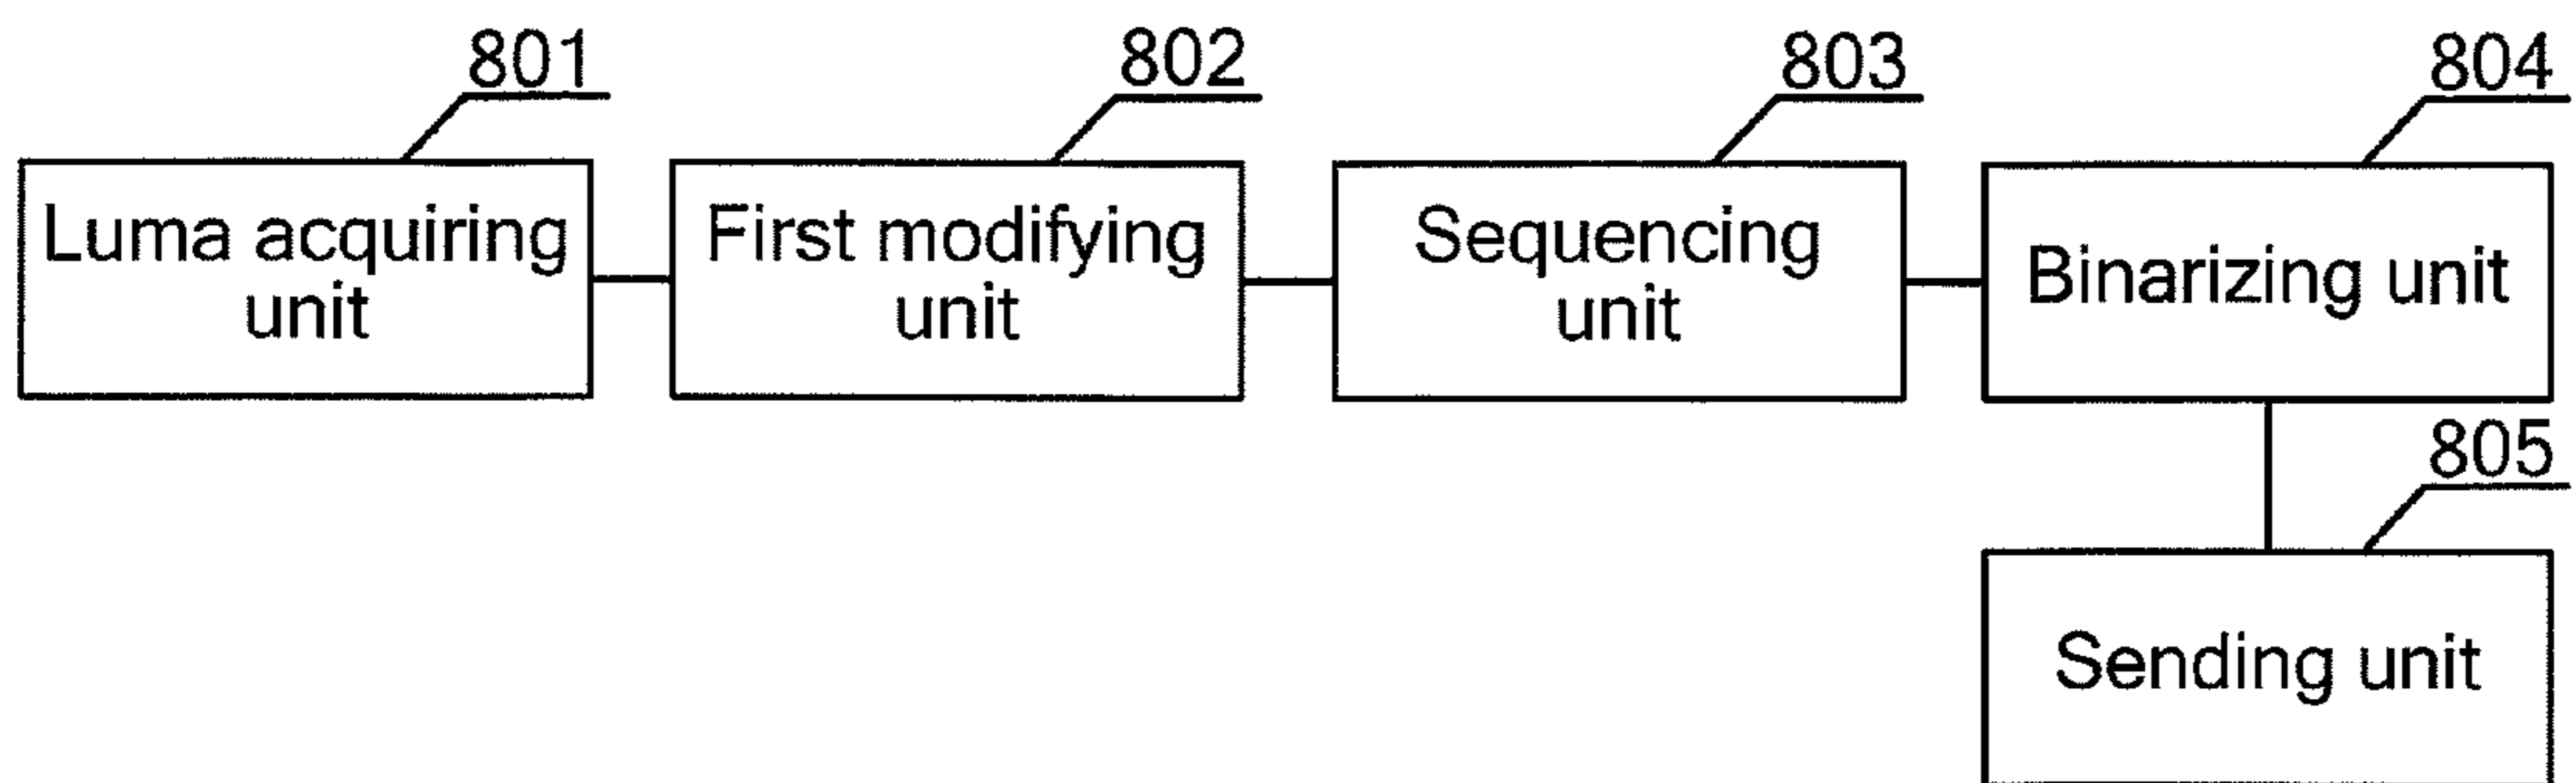 801
802
803
804
Luma acquiring
unit
First modifying
unit
Sequencing
unit
Binarizing unit
805
Sending unit